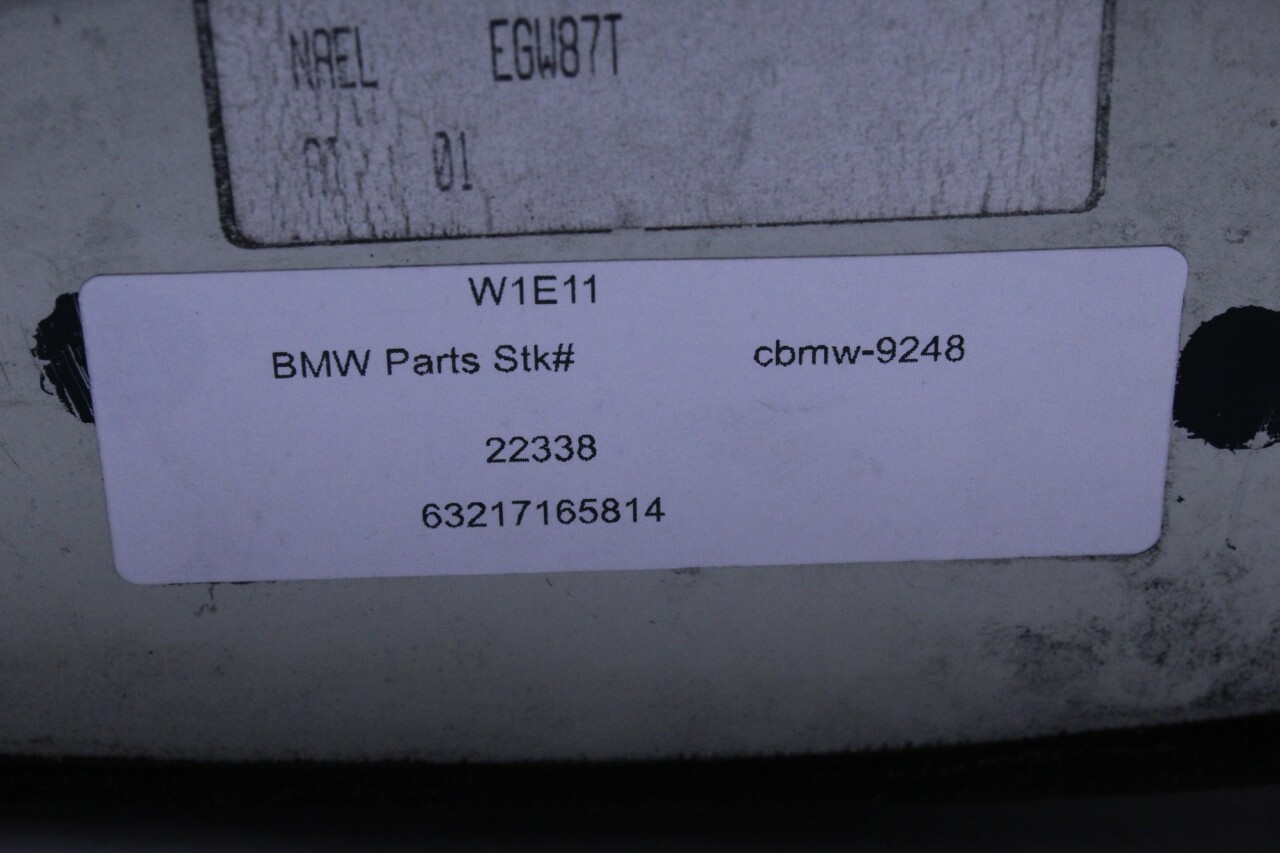 NAEL EGW87T
01
W1E11
BMW Parts Stk# cbmw-9248
22338
63217165814